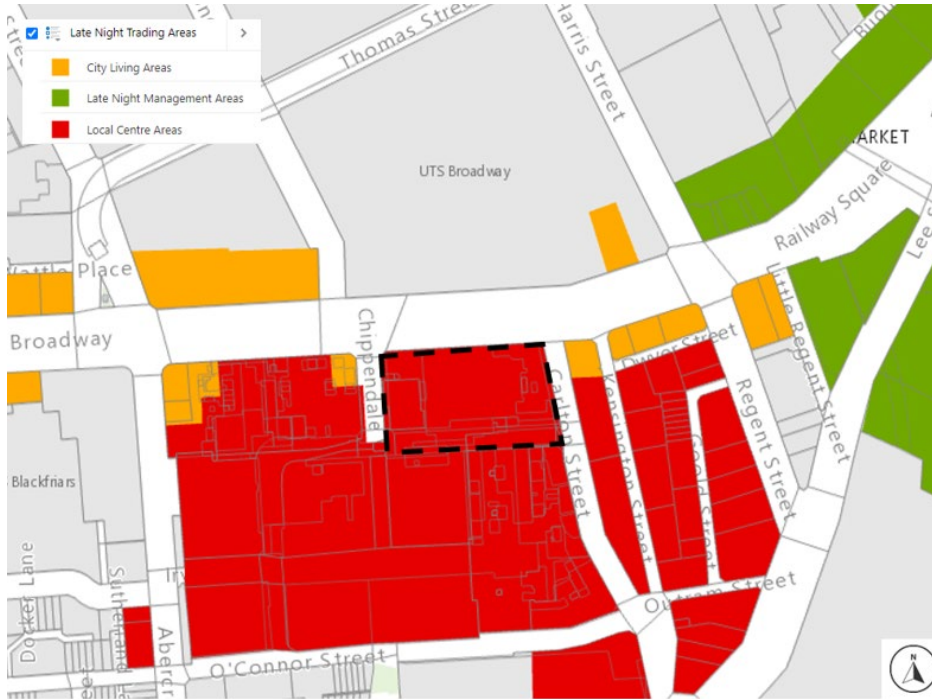 Late Night Trading Areas
City Living Areas
Late Night Management Areas
Local Centre Areas
Thomas Street
Harris Street
UTS Broadway
ARKET
Railway Square
Lee S
Wattle Place
Broadway
Chippendale
Dwyer Street
Little Regent Street
Carlton Street
Kensington Street
Goold Street
Regent Street
Blackfriars
Docker Lane
Sutherland
Abercr
Outram Street
O'Connor Street
N